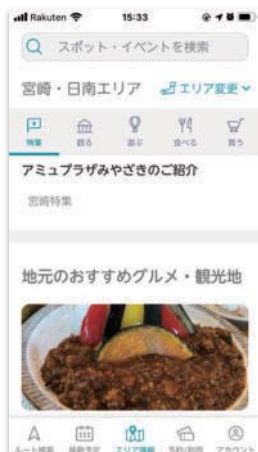 Rakuten 15:33
スポット・イベントを検索
宮崎・日南エリア エリア変更
特集 観る 遊ぶ 食べる 買う
アミュプラザみやざきのご紹介
宮崎特集
地元のおすすめグルメ・観光地
ルート検索 移動予定 エリア情報 予約/利用 アカウント